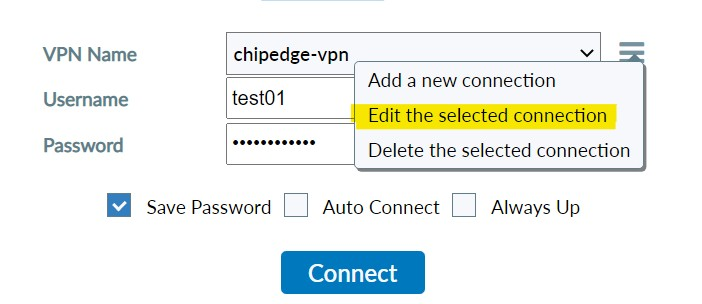 VPN Name
chipedge-vpn
Add a new connection
Username
test01
Edit the selected connection
Password
••••••••••••
Delete the selected connection
Save Password
Auto Connect
Always Up
Connect